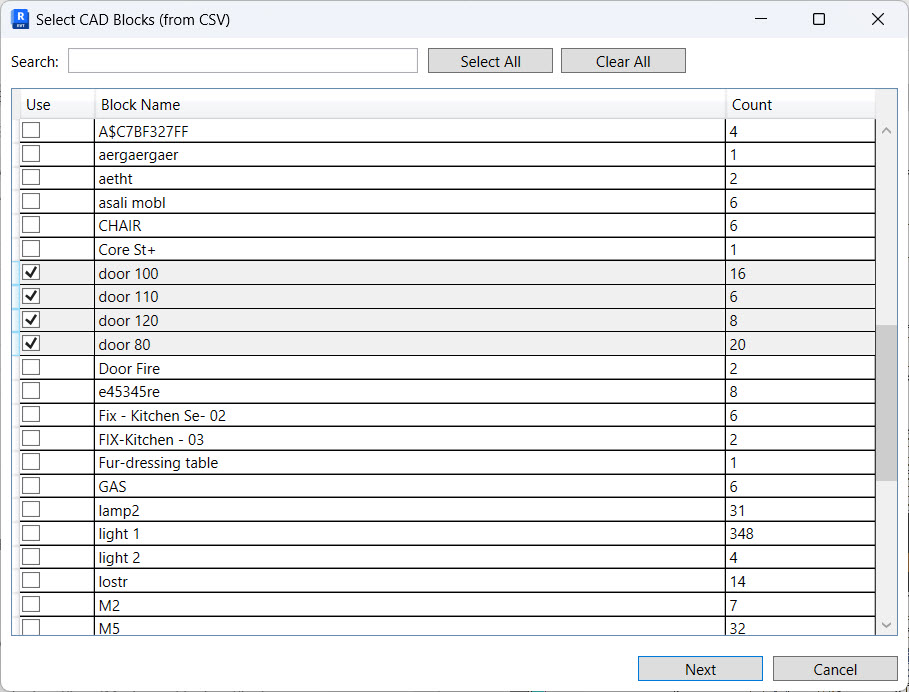 Select CAD Blocks (from CSV)
Search: Select All Clear All
Use Block Name Count
A$C7BF327FF 4
aergaergaer 1
aetht 2
asali mobl 6
CHAIR 6
Core St+ 1
door 100 16
door 110 6
door 120 8
door 80 20
Door Fire 2
e45345re 8
Fix - Kitchen Se- 02 6
FIX-Kitchen - 03 2
Fur-dressing table 1
GAS 6
lamp2 31
light 1 348
light 2 4
lostr 14
M2 7
M5 32
Next Cancel